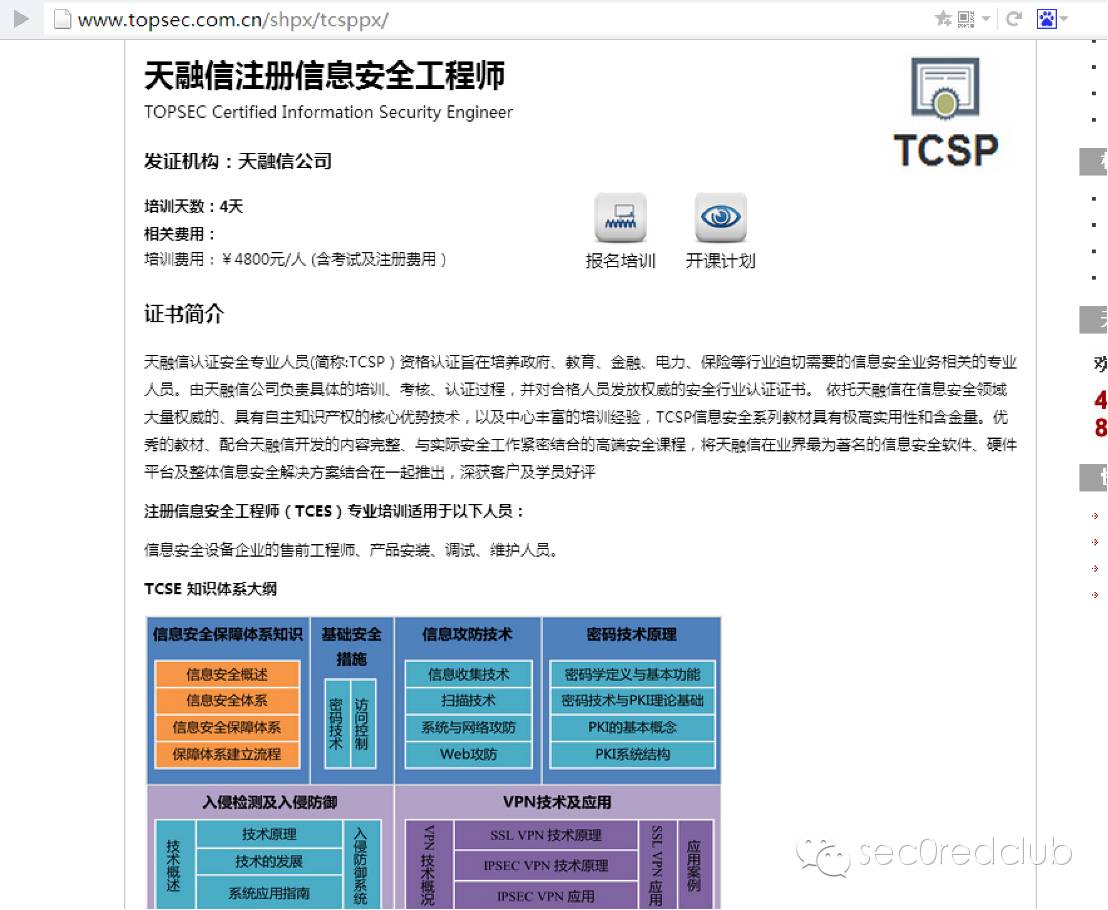 www.topsec.com.cn/shpx/tcsppx/
天融信注册信息安全工程师
TOPSEC Certified Information Security Engineer
TCSP
发证机构：天融信公司
培训天数：4天
相关费用：
培训费用：￥4800元/人 (含考试及注册费用 )
报名培训
开课计划
证书简介
天融信认证安全专业人员(简称:TCSP ) 资格认证旨在培养政府、教育、金融、电力、保险等行业迫切需要的信息安全业务相关的专业
人员。由天融信公司负责具体的培训、考核、认证过程，并对合格人员发放权威的安全行业认证证书。 依托天融信在信息安全领域
大量权威的、具有自主知识产权的核心优势技术，以及中心丰富的培训经验，TCSP信息安全系列教材具有极高实用性和含金量。优
秀的教材、配合天融信开发的内容完整、与实际安全工作紧密结合的高端安全课程，将天融信在业界最为著名的信息安全软件、硬件
平台及整体信息安全解决方案结合在一起推出，深获客户及学员好评
注册信息安全工程师（TCES）专业培训适用于以下人员：
信息安全设备企业的售前工程师、产品安装、调试、维护人员。
TCSE 知识体系大纲
信息安全保障体系知识
信息安全概述
信息安全体系
信息安全保障体系
保障体系建立流程
基础安全
措施
密码技术
访问控制
信息攻防技术
信息收集技术
扫描技术
系统与网络攻防
Web攻防
密码技术原理
密码学定义与基本功能
密码技术与PKI理论基础
PKI的基本概念
PKI系统结构
入侵检测及入侵防御
技术概述
技术原理
技术的发展
系统应用指南
入侵防御系统
VPN技术及应用
VPN技术概况
SSL VPN 技术原理
IPSEC VPN 技术原理
IPSEC VPN 应用
SSL VPN 应用
应用案例
4
8
sec0redclub